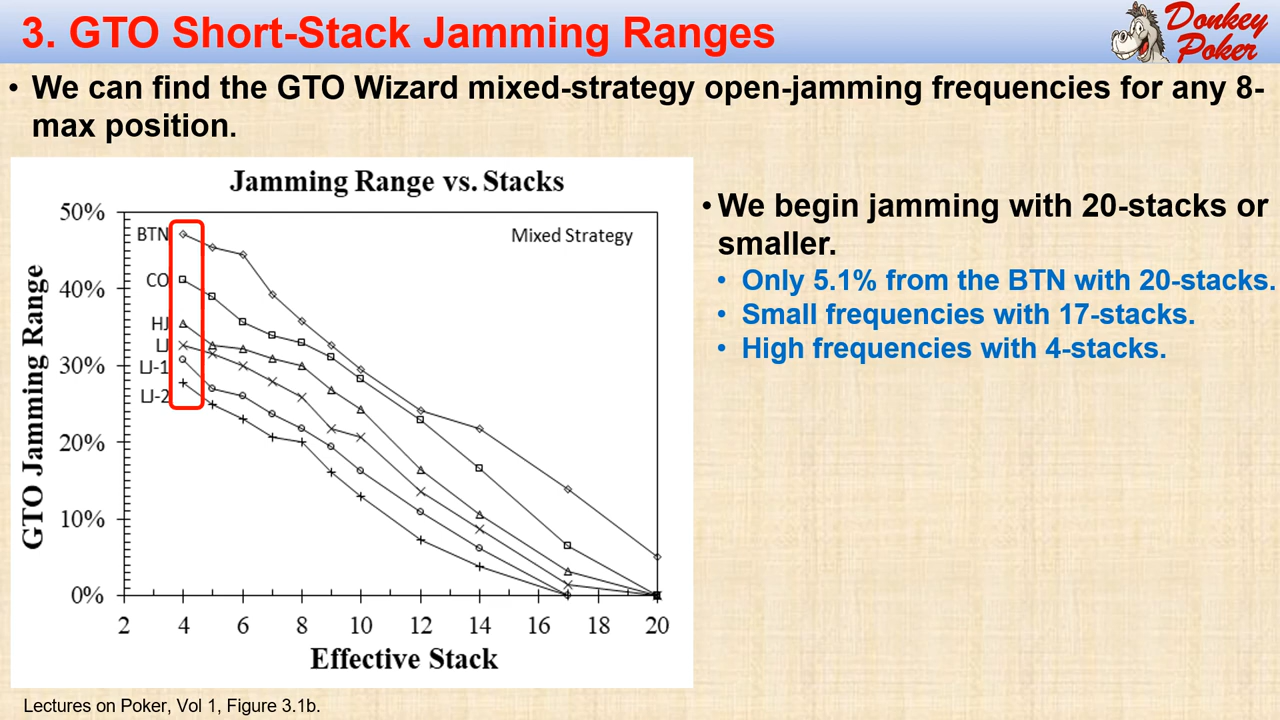 3. GTO Short-Stack Jamming Ranges
Donkey
Poker
• We can find the GTO Wizard mixed-strategy open-jamming frequencies for any 8-
max position.
Jamming Range vs. Stacks
50%
40%
30%
20%
10%
0%
GTO Jamming Range
Mixed Strategy
BTN
CO
HJ
LJ
LJ-1
LJ-2
2 4 6 8 10 12 14 16 18 20
Effective Stack
• We begin jamming with 20-stacks or
smaller.
• Only 5.1% from the BTN with 20-stacks.
• Small frequencies with 17-stacks.
• High frequencies with 4-stacks.
Lectures on Poker, Vol 1, Figure 3.1b.